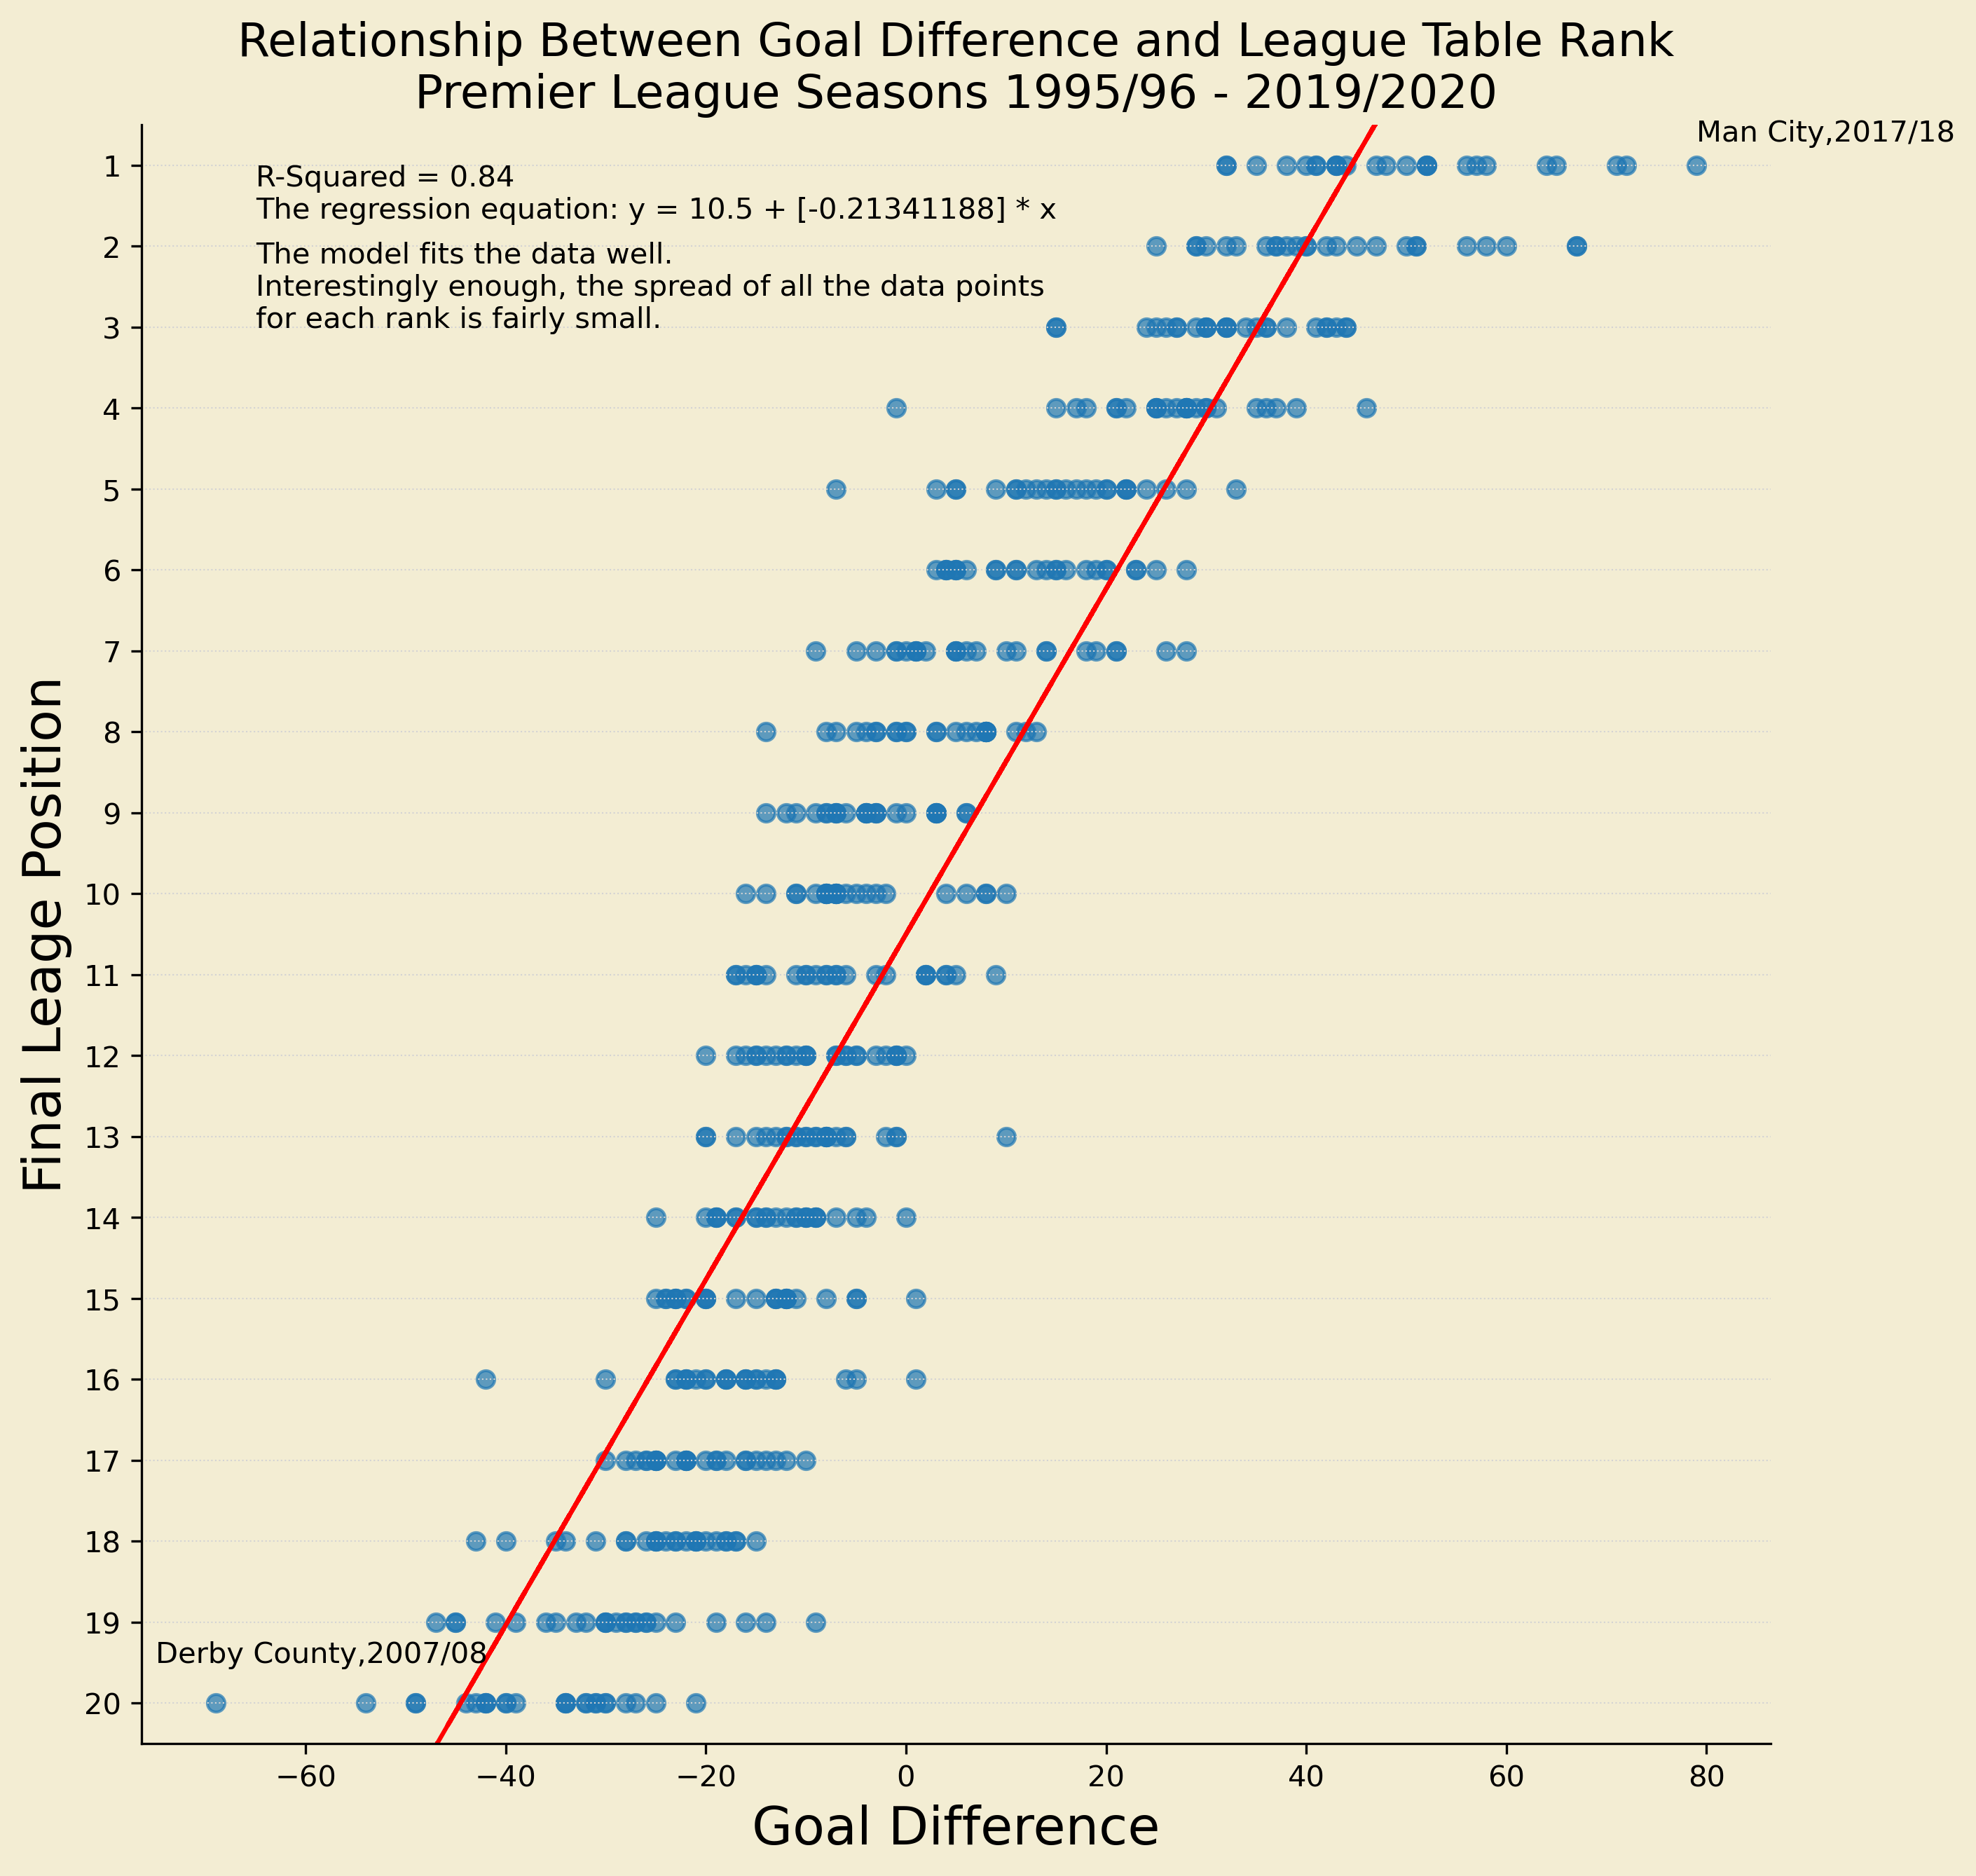 Relationship Between Goal Difference and League Table Rank
Premier League Seasons 1995/96 - 2019/2020
Man City,2017/18
R-Squared = 0.84
The regression equation: y = 10.5 + [-0.21341188] * x
The model fits the data well.
Interestingly enough, the spread of all the data points
for each rank is fairly small.
Final Leage Position
1
2
3
4
5
6
7
8
9
10
11
12
13
14
15
16
17
18
19
20
Derby County,2007/08
−60
−40
−20
0
20
40
60
80
Goal Difference